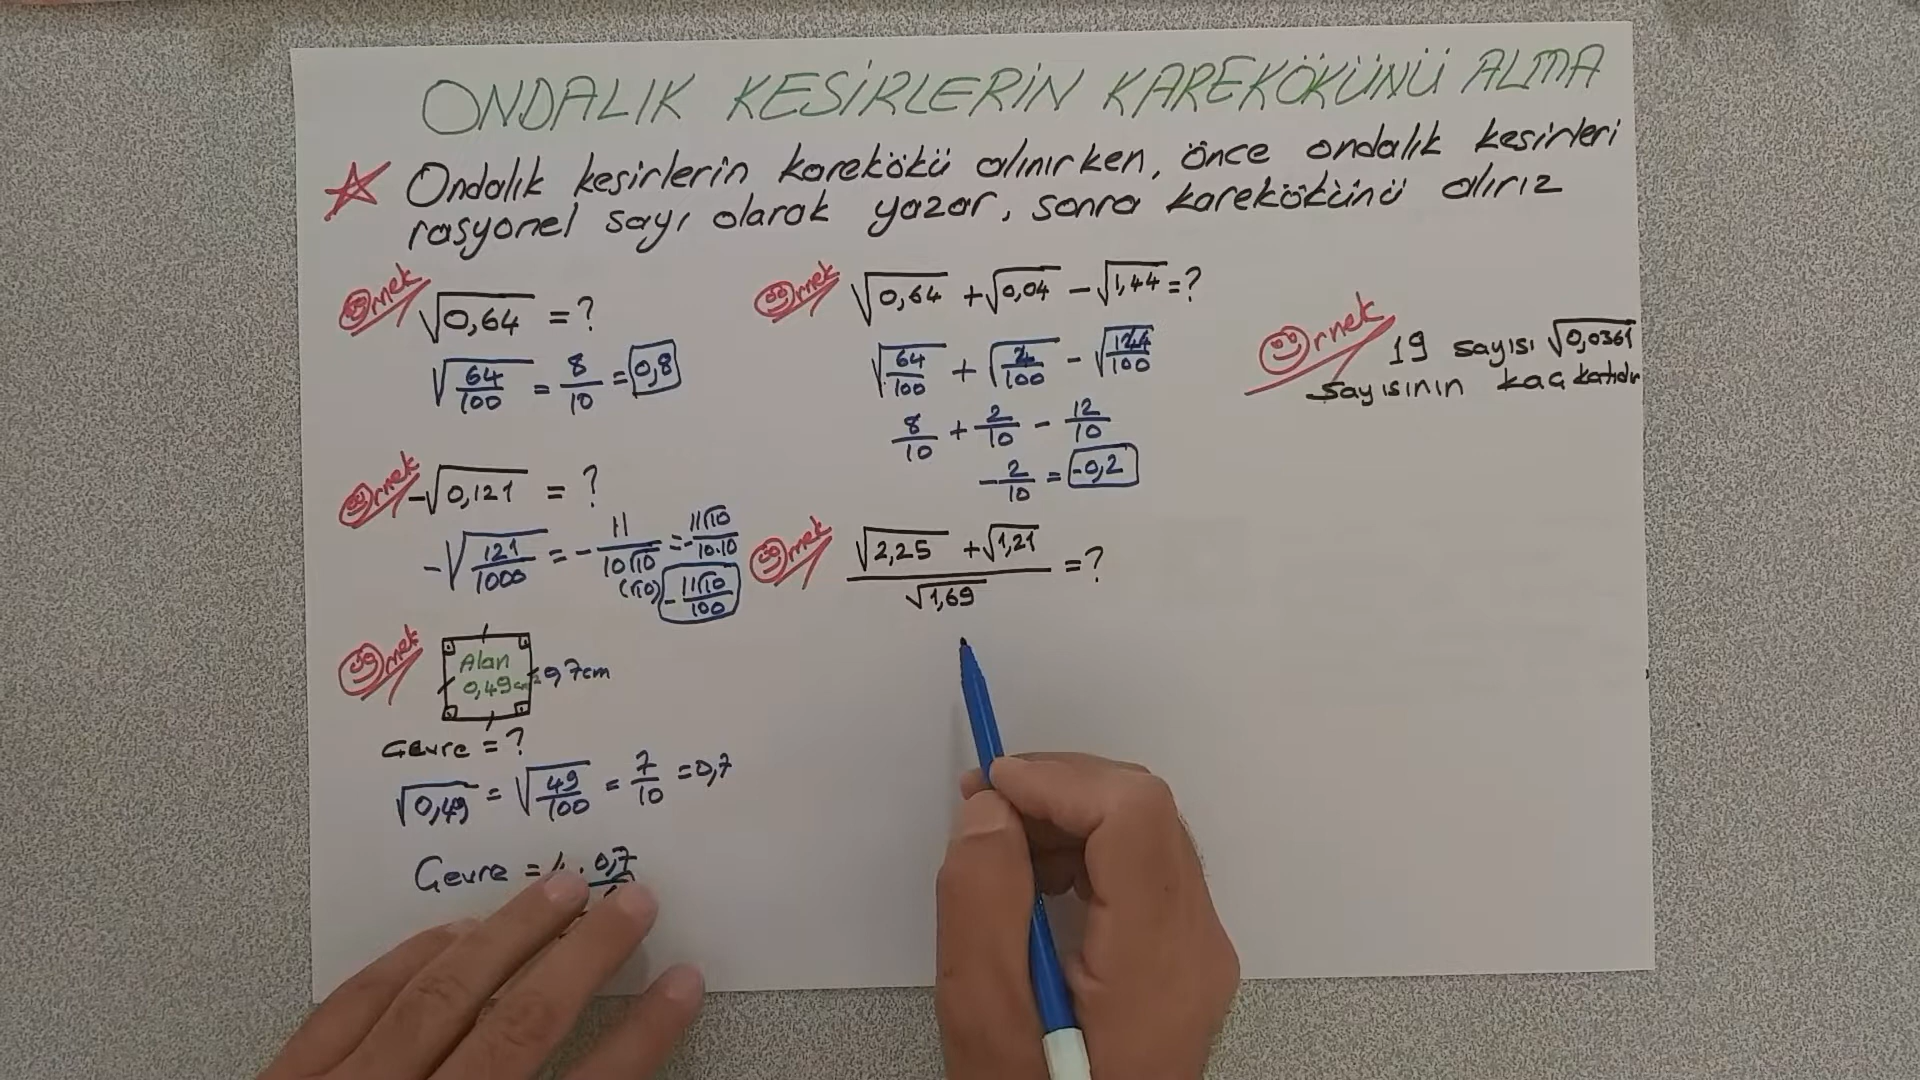 ONDALIK KESİRLERİN KAREKÖKÜNÜ ALMA
Ondalık kesirlerin karekökü alınırken, önce ondalık kesirleri
rasyonel sayı olarak yazar, sonra karekökünü alırız
Örnek √0,64 = ?
√64/100 = 8/10 = 0,8
Örnek -√0,121 = ?
-√121/1000 = -11/10√10 = -11√10/10.10
(√10) -11√10/100
Örnek Alan
0,49 cm² 0,7cm
Çevre = ?
√0,49 = √49/100 = 7/10 = 0,7
Çevre = 4 . 0,7
Örnek √0,64 + √0,04 - √1,44 = ?
√64/100 + √4/100 - √144/100
8/10 + 2/10 - 12/10
-2/10 = -0,2
Örnek √2,25 + √1,21 / √1,69 = ?
Örnek 19 sayısı √0,0361
sayısının kaç katıdır